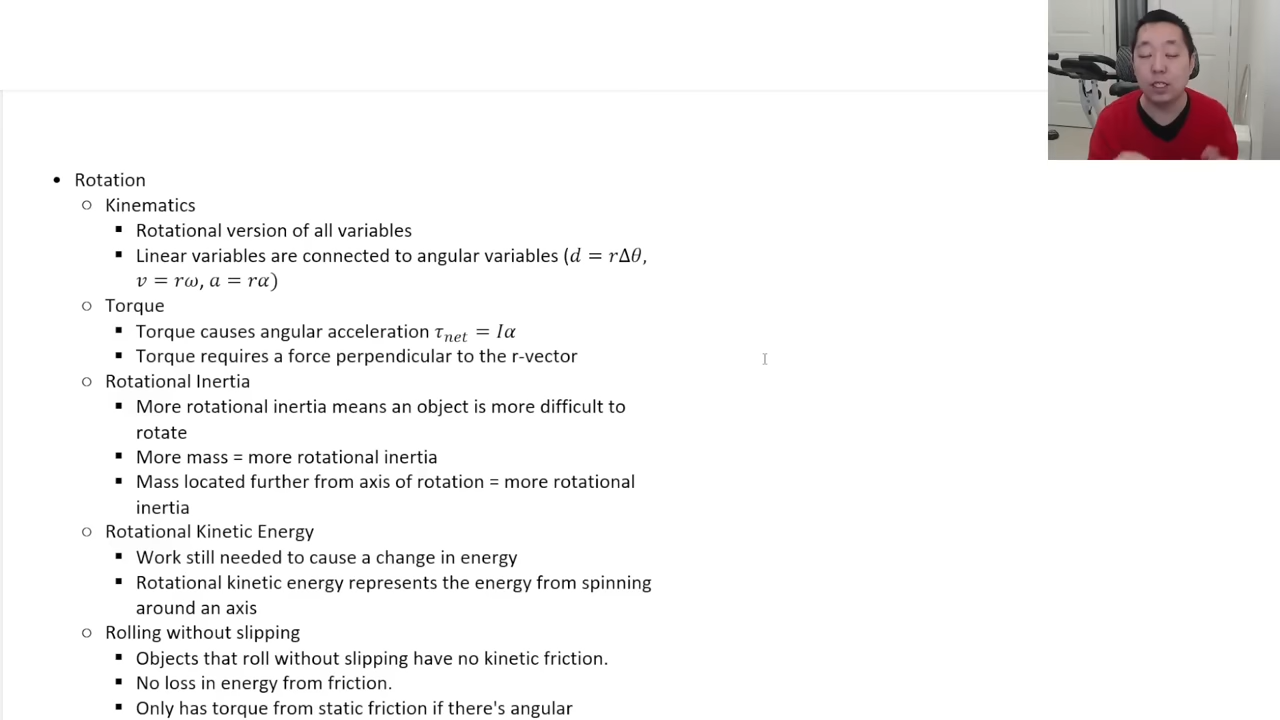 • Rotation
○ Kinematics
▪ Rotational version of all variables
▪ Linear variables are connected to angular variables (𝑑 = 𝑟Δ𝜃,
𝑣 = 𝑟𝜔, 𝑎 = 𝑟𝛼)
○ Torque
▪ Torque causes angular acceleration 𝜏𝑛𝑒𝑡 = 𝐼𝛼
▪ Torque requires a force perpendicular to the r-vector
○ Rotational Inertia
▪ More rotational inertia means an object is more difficult to
rotate
▪ More mass = more rotational inertia
▪ Mass located further from axis of rotation = more rotational
inertia
○ Rotational Kinetic Energy
▪ Work still needed to cause a change in energy
▪ Rotational kinetic energy represents the energy from spinning
around an axis
○ Rolling without slipping
▪ Objects that roll without slipping have no kinetic friction.
▪ No loss in energy from friction.
▪ Only has torque from static friction if there's angular